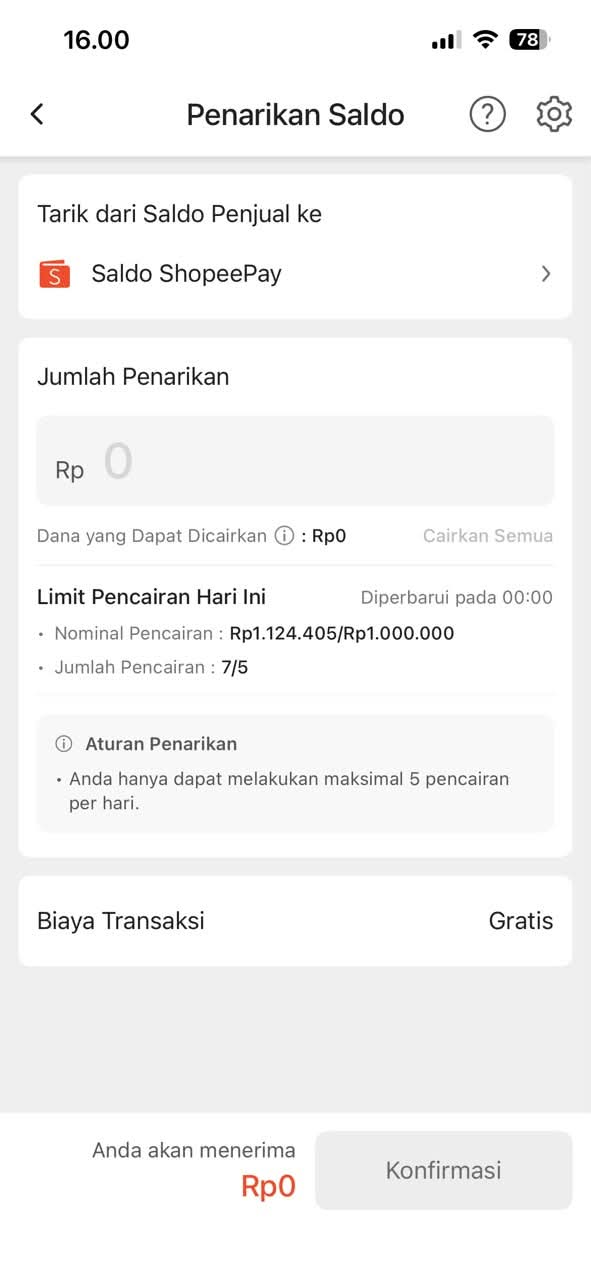 16.00
78
Penarikan Saldo
?
Tarik dari Saldo Penjual ke
S
Saldo ShopeePay
Jumlah Penarikan
Rp 0
Dana yang Dapat Dicairkan : Rp0 Cairkan Semua
Limit Pencairan Hari Ini Diperbarui pada 00:00
• Nominal Pencairan : Rp1.124.405/Rp1.000.000
• Jumlah Pencairan : 7/5
Aturan Penarikan
• Anda hanya dapat melakukan maksimal 5 pencairan
per hari.
Biaya Transaksi Gratis
Anda akan menerima
Rp0
Konfirmasi